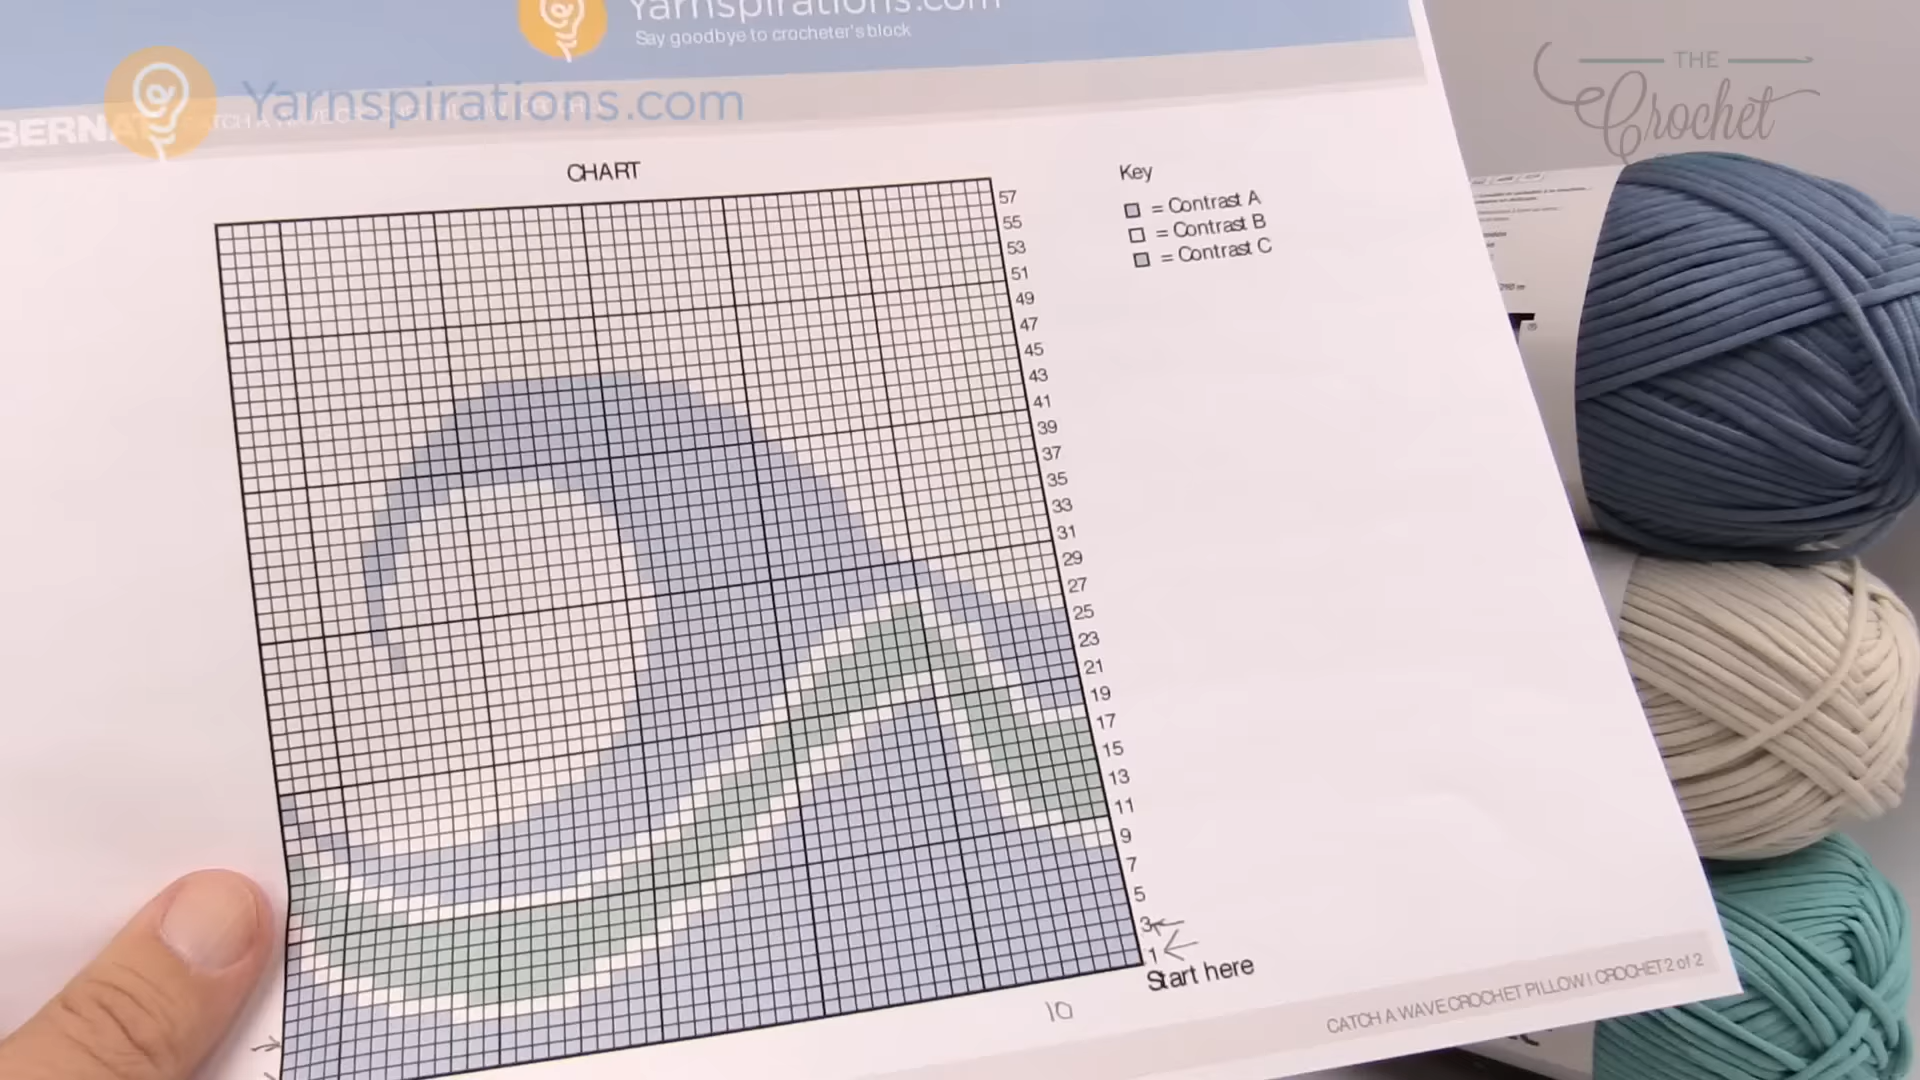 Yarnspirations.com
Say goodbye to crocheter's block
Yarnspirations.com
BERNAT
THE
Crochet
CHART
Key
= Contrast A
= Contrast B
= Contrast C
57
55
53
51
49
47
45
43
41
39
37
35
33
31
29
27
25
23
21
19
17
15
13
11
9
7
5
3
1
Start here
10
CATCH A WAVE CROCHET PILLOW | CROCHET 2 of 2